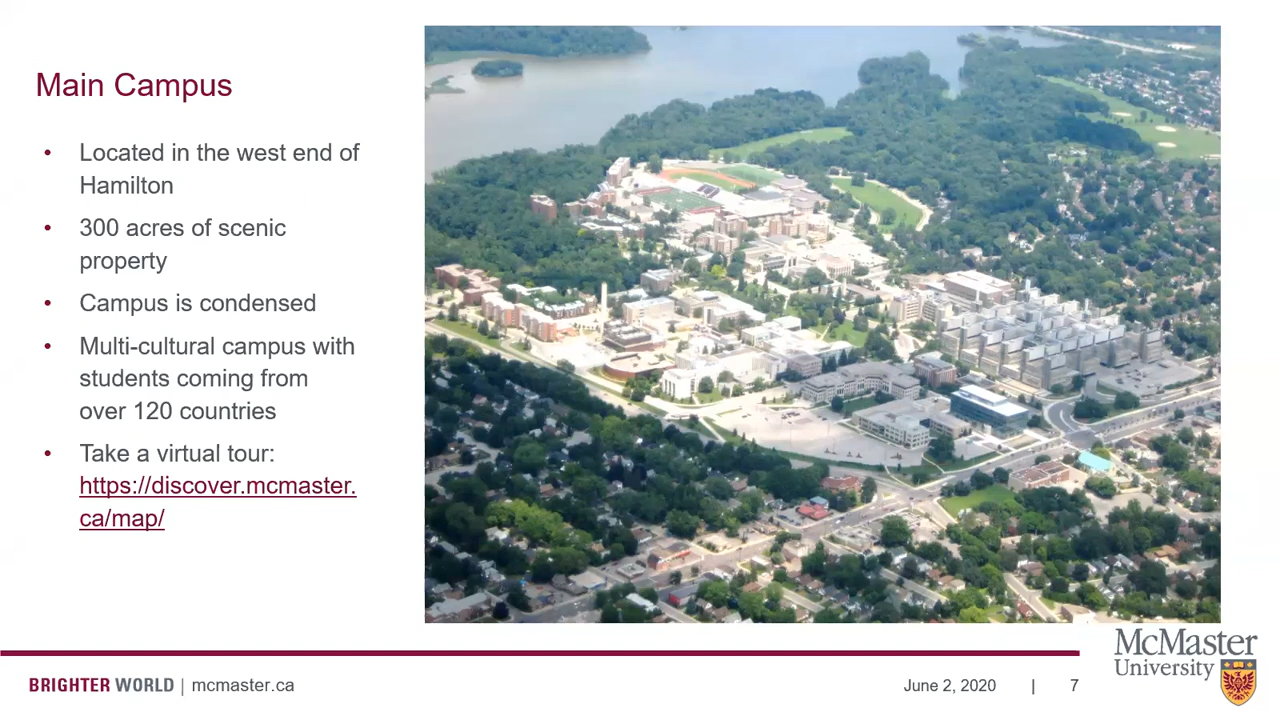 Main Campus
• Located in the west end of
Hamilton
• 300 acres of scenic
property
• Campus is condensed
• Multi-cultural campus with
students coming from
over 120 countries
• Take a virtual tour:
https://discover.mcmaster.
ca/map/
BRIGHTER WORLD | mcmaster.ca
June 2, 2020 | 7
McMaster
University